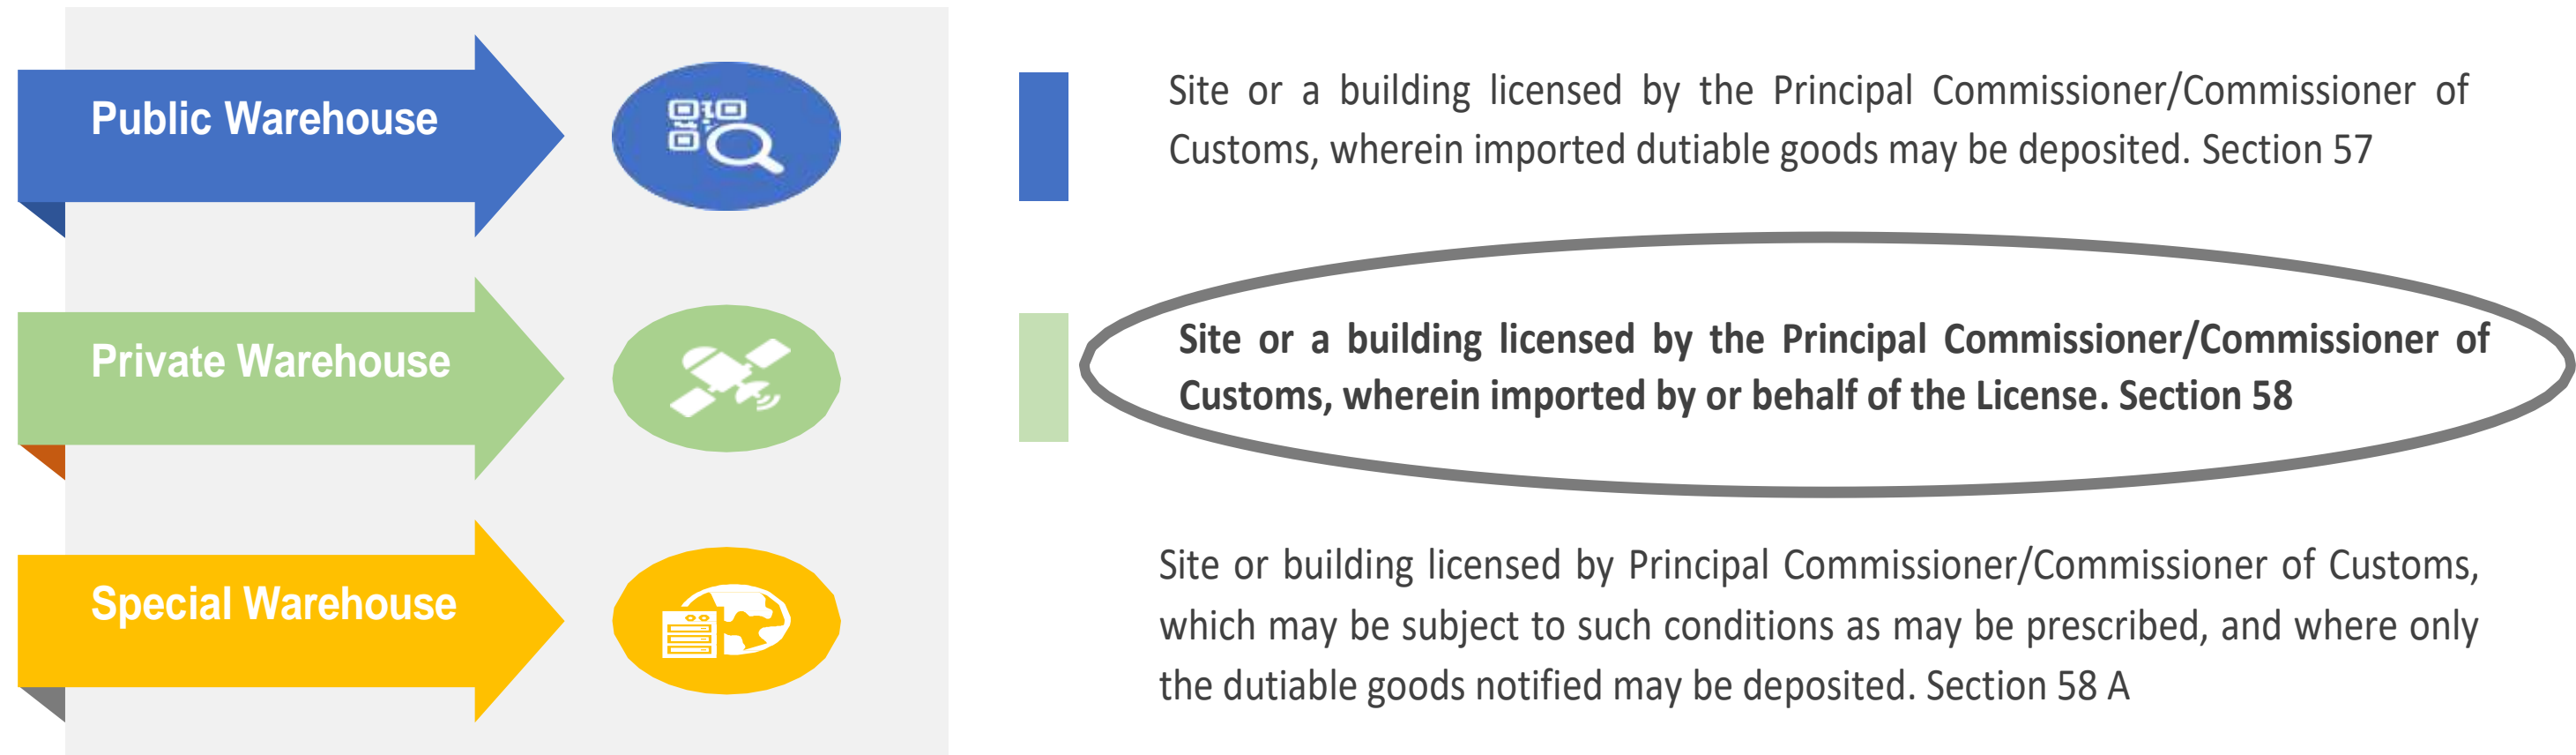 Public Warehouse
Site or a building licensed by the Principal Commissioner/Commissioner of
Customs, wherein imported dutiable goods may be deposited. Section 57
Private Warehouse
Site or a building licensed by the Principal Commissioner/Commissioner of
Customs, wherein imported by or behalf of the License. Section 58
Special Warehouse
Site or building licensed by Principal Commissioner/Commissioner of Customs,
which may be subject to such conditions as may be prescribed, and where only
the dutiable goods notified may be deposited. Section 58 A